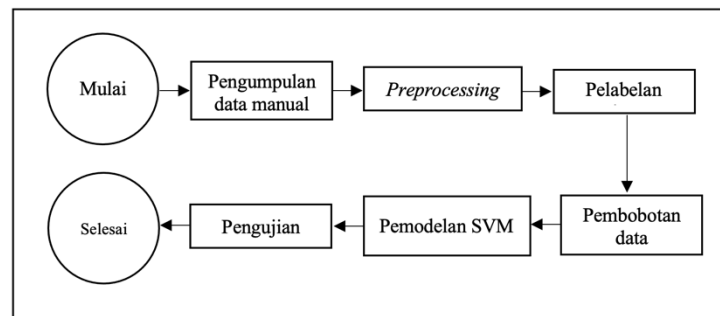 Mulai
Pengumpulan
data manual
Preprocessing
Pelabelan
Pembobotan
data
Pemodelan SVM
Pengujian
Selesai